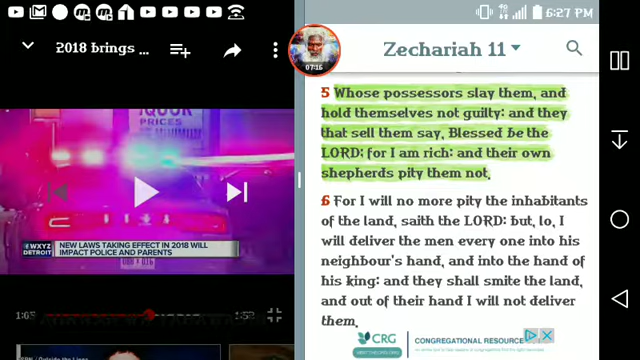 6:27 PM
2018 brings ...
07:16
Zechariah 11
QUOR
PRICES
WXYZ
DETROIT
NEW LAWS TAKING EFFECT IN 2018 WILL
IMPACT POLICE AND PARENTS
1:52
5 Whose possessors slay them, and
hold themselves not guilty: and they
that sell them say, Blessed be the
LORD; for I am rich: and their own
shepherds pity them not.
6 For I will no more pity the inhabitants
of the land, saith the LORD: but, lo, I
will deliver the men every one into his
neighbour's hand, and into the hand of
his king: and they shall smite the land,
and out of their hand I will not deliver
them.
CRG
CONGREGATIONAL RESOURCE